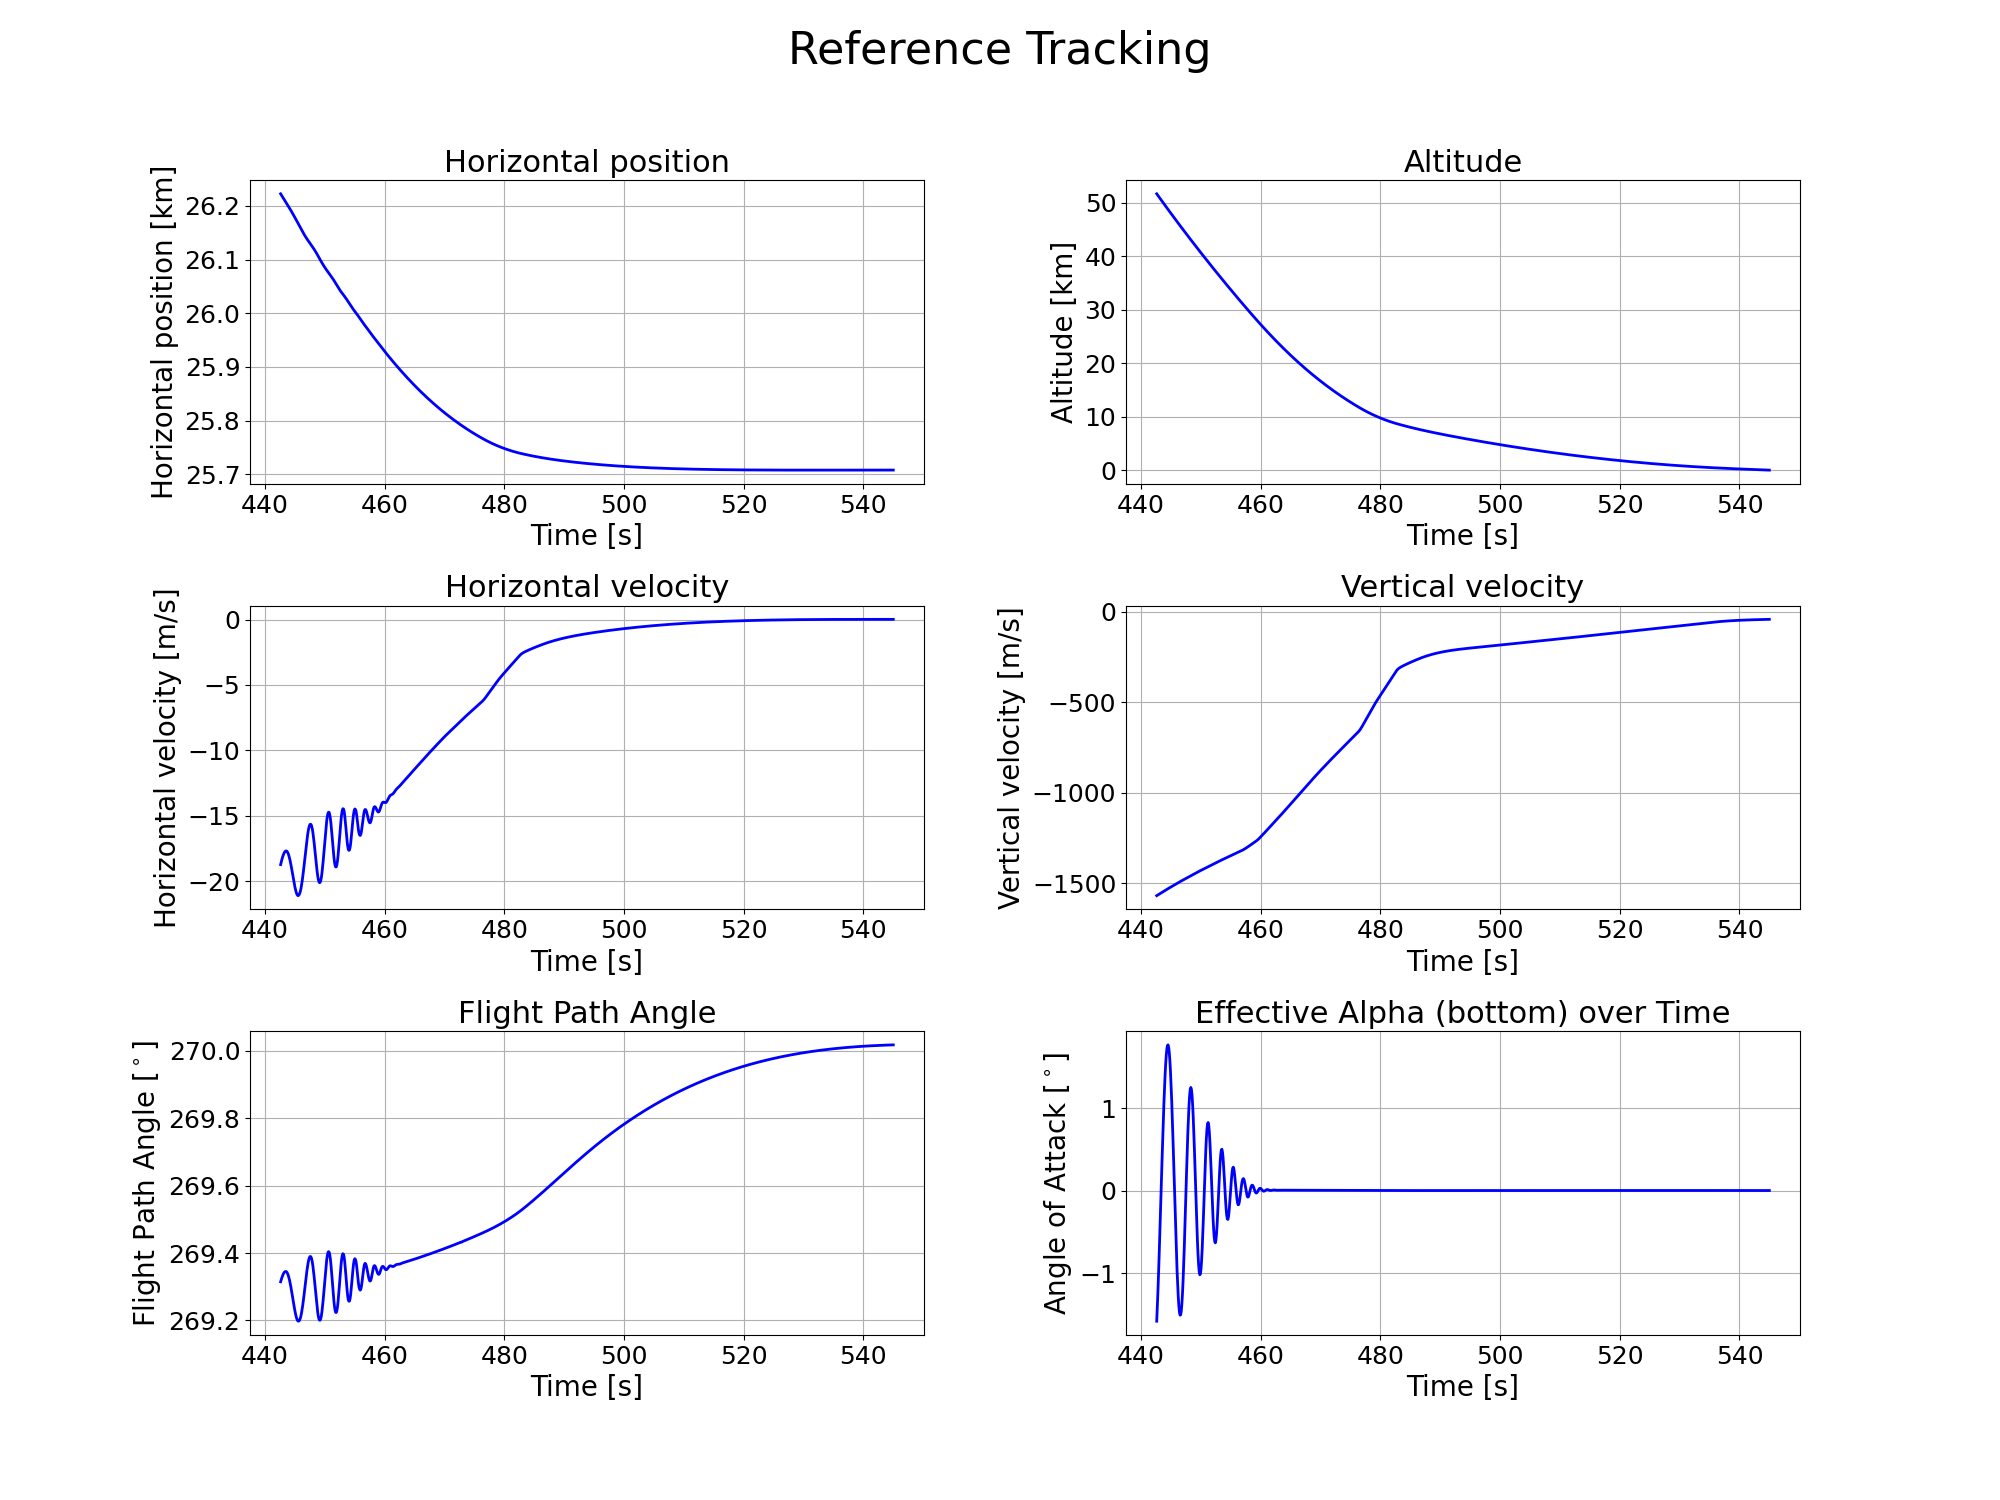 Reference Tracking
Horizontal position
Horizontal position [km]
26.2
26.1
26.0
25.9
25.8
25.7
440 460 480 500 520 540
Time [s]
Altitude
Altitude [km]
50
40
30
20
10
0
440 460 480 500 520 540
Time [s]
Horizontal velocity
Horizontal velocity [m/s]
0
−5
−10
−15
−20
440 460 480 500 520 540
Time [s]
Vertical velocity
Vertical velocity [m/s]
0
−500
−1000
−1500
440 460 480 500 520 540
Time [s]
Flight Path Angle
Flight Path Angle [°]
270.0
269.8
269.6
269.4
269.2
440 460 480 500 520 540
Time [s]
Effective Alpha (bottom) over Time
Angle of Attack [°]
1
0
−1
440 460 480 500 520 540
Time [s]